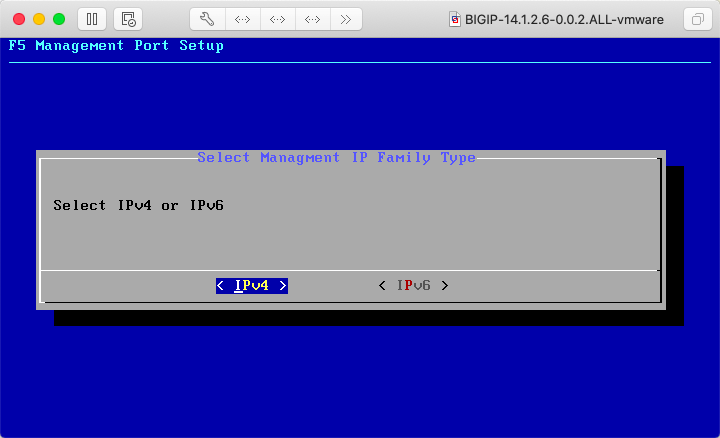 BIGIP-14.1.2.6-0.0.2.ALL-vmware
F5 Management Port Setup
Select Managment IP Family Type
Select IPv4 or IPv6
< IPv4 > < IPv6 >